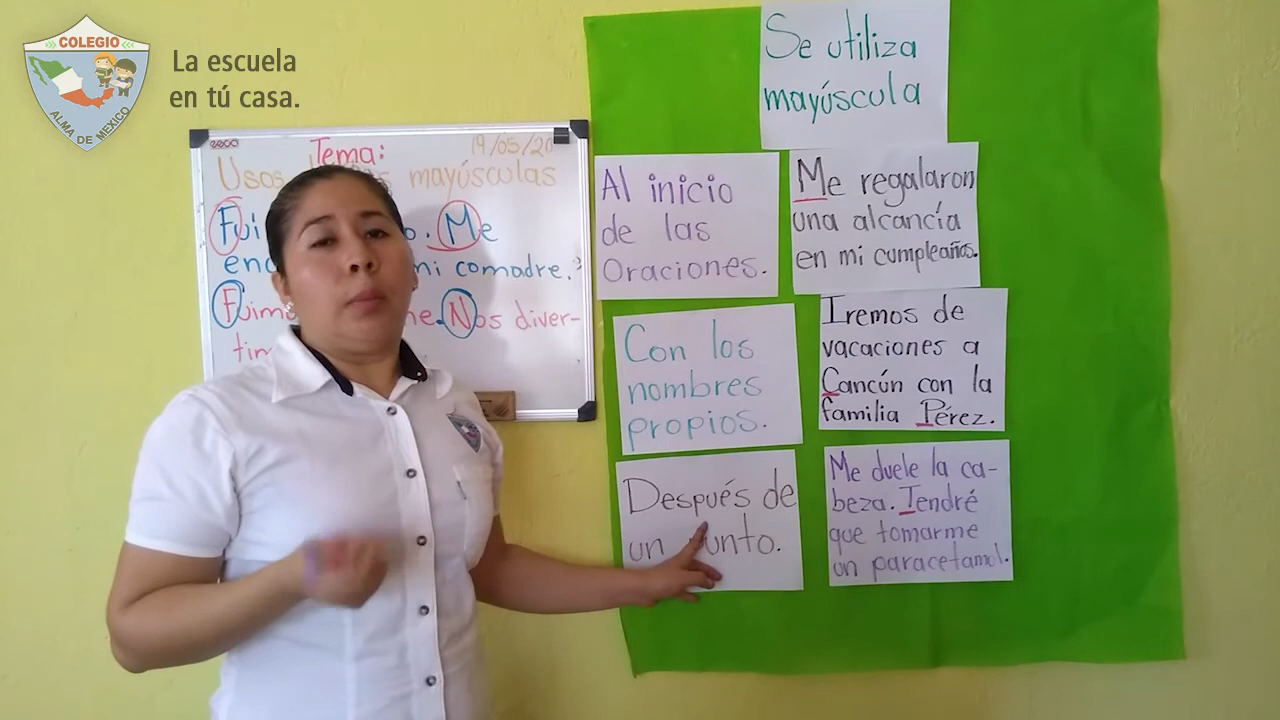 COLEGIO
ALMA DE MEXICO
La escuela
en tú casa.
Tema:
19/05/20
Usos mayúsculas
Me
mi comadre.
Nos diver-
Se utiliza
mayúscula
Al inicio
de las
Oraciones.
Me regalaron
una alcancía
en mi cumpleaños.
Con los
nombres
propios.
Iremos de
vacaciones a
Cancún con la
familia Pérez.
Después de
un punto.
Me duele la ca-
beza. Tendré
que tomarme
un paracetamol.